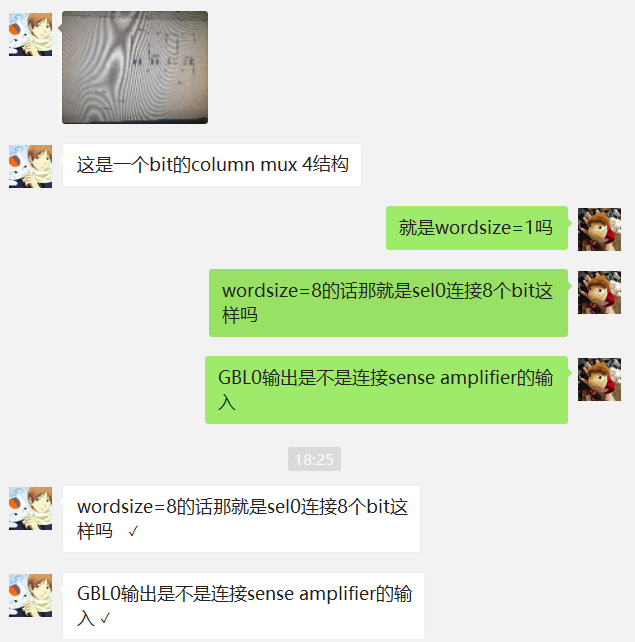 这是一个bit的column mux 4结构
就是wordsize=1吗
wordsize=8的话那就是sel0连接8个bit这
样吗
GBL0输出是不是连接sense amplifier的输
入
18:25
wordsize=8的话那就是sel0连接8个bit这
样吗 ✓
GBL0输出是不是连接sense amplifier的输
入 ✓